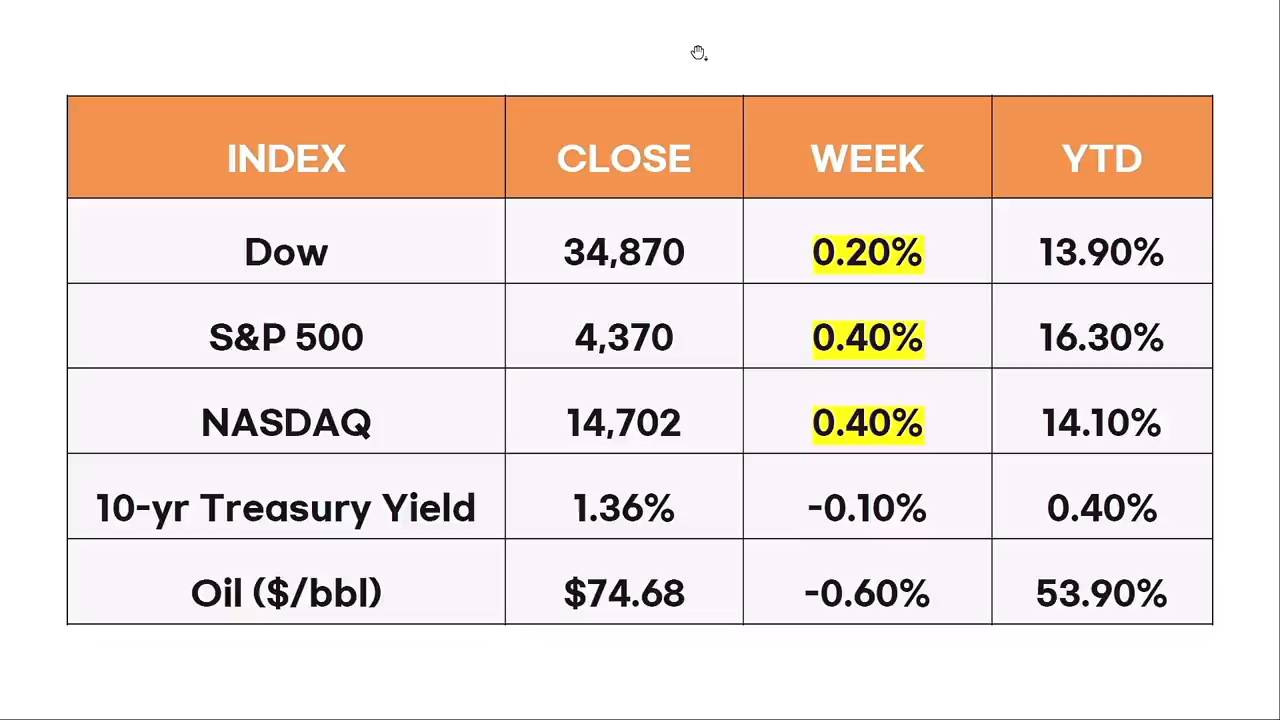 INDEX CLOSE WEEK YTD
Dow 34,870 0.20% 13.90%
S&P 500 4,370 0.40% 16.30%
NASDAQ 14,702 0.40% 14.10%
10-yr Treasury Yield 1.36% -0.10% 0.40%
Oil ($/bbl) $74.68 -0.60% 53.90%